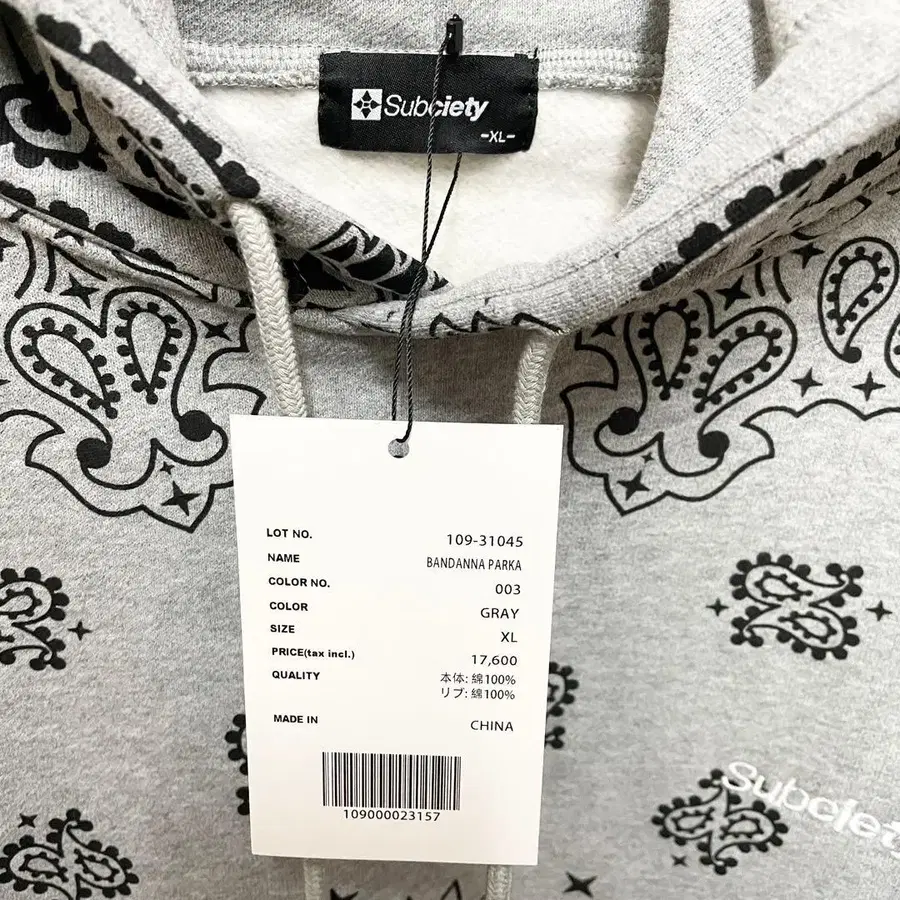 Subciety
-XL-
LOT NO. 109-31045
NAME BANDANNA PARKA
COLOR NO. 003
COLOR GRAY
SIZE XL
PRICE(tax incl.) 17,600
QUALITY 本体: 綿100%
リブ: 綿100%
MADE IN CHINA
109000023157
Subciety